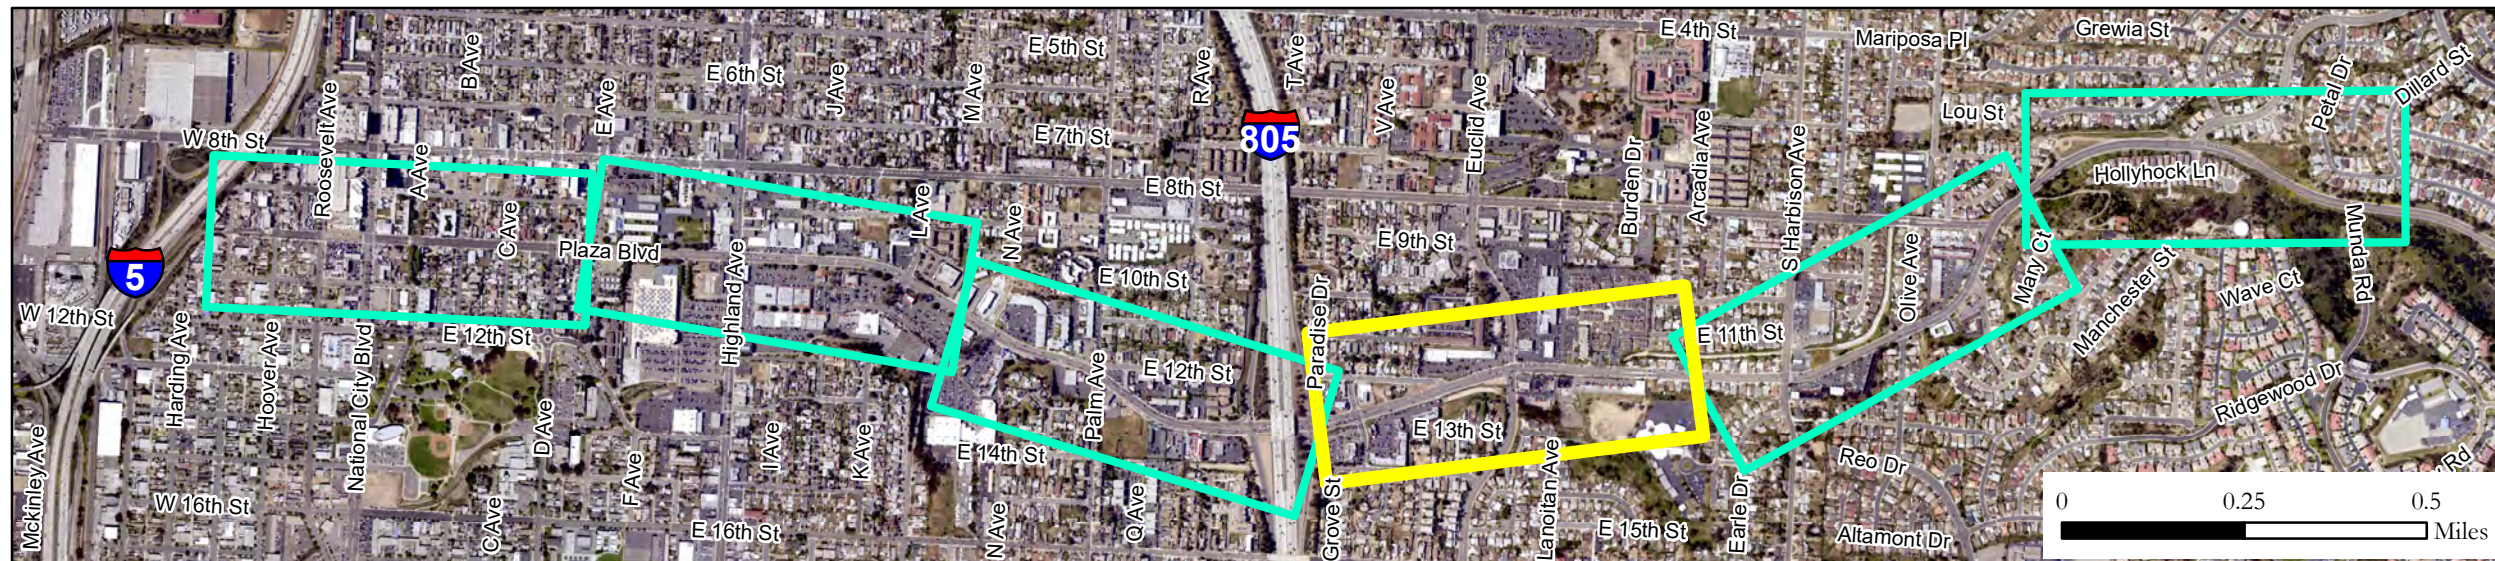 E 4th St
Mariposa Pl
Grewia St
E 5th St
B Ave
E 6th St
J Ave
M Ave
R Ave
T Ave
V Ave
Euclid Ave
Petal Dr
Dillard St
Lou St
Roosevelt Ave
E Ave
W 8th St
E 7th St
805
Burden Dr
Arcadia Ave
S Harbison Ave
A Ave
E 8th St
Hollyhock Ln
L Ave
N Ave
C Ave
Plaza Blvd
E 9th St
Highland Ave
E 10th St
5
Olive Ave
Mary Ct
Manchester St
Wave Ct
Munda Rd
W 12th St
Harding Ave
Hoover Ave
National City Blvd
E 12th St
Paradise Dr
E 11th St
E 12th St
Palm Ave
Ridgewood Dr
D Ave
F Ave
I Ave
K Ave
E 14th St
E 13th St
Lanoitan Ave
Reo Dr
Rd
Mckinley Ave
W 16th St
C Ave
E 16th St
N Ave
Q Ave
Grove St
E 15th St
Earle Dr
Altamont Dr
0 0.25 0.5
Miles